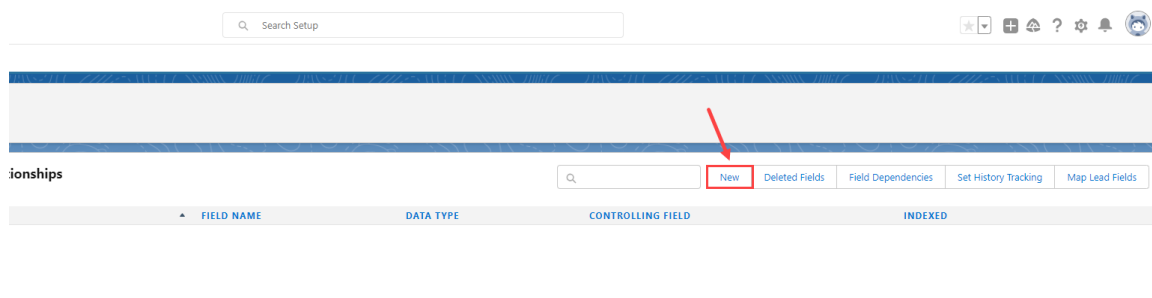 Search Setup
ionships
New Deleted Fields Field Dependencies Set History Tracking Map Lead Fields
FIELD NAME DATA TYPE CONTROLLING FIELD INDEXED